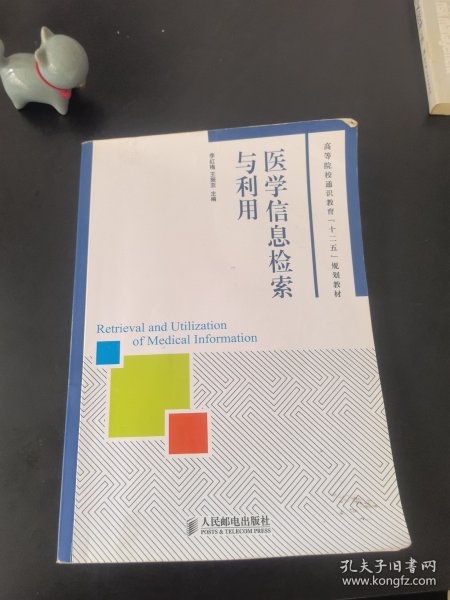 高等院校通识教育“十二五”规划教材
医学信息检索
与利用
李红梅 王振亚 主编
Retrieval and Utilization
of Medical Information
人民邮电出版社
POSTS & TELECOM PRESS
孔夫子旧书网
www.kongfz.com